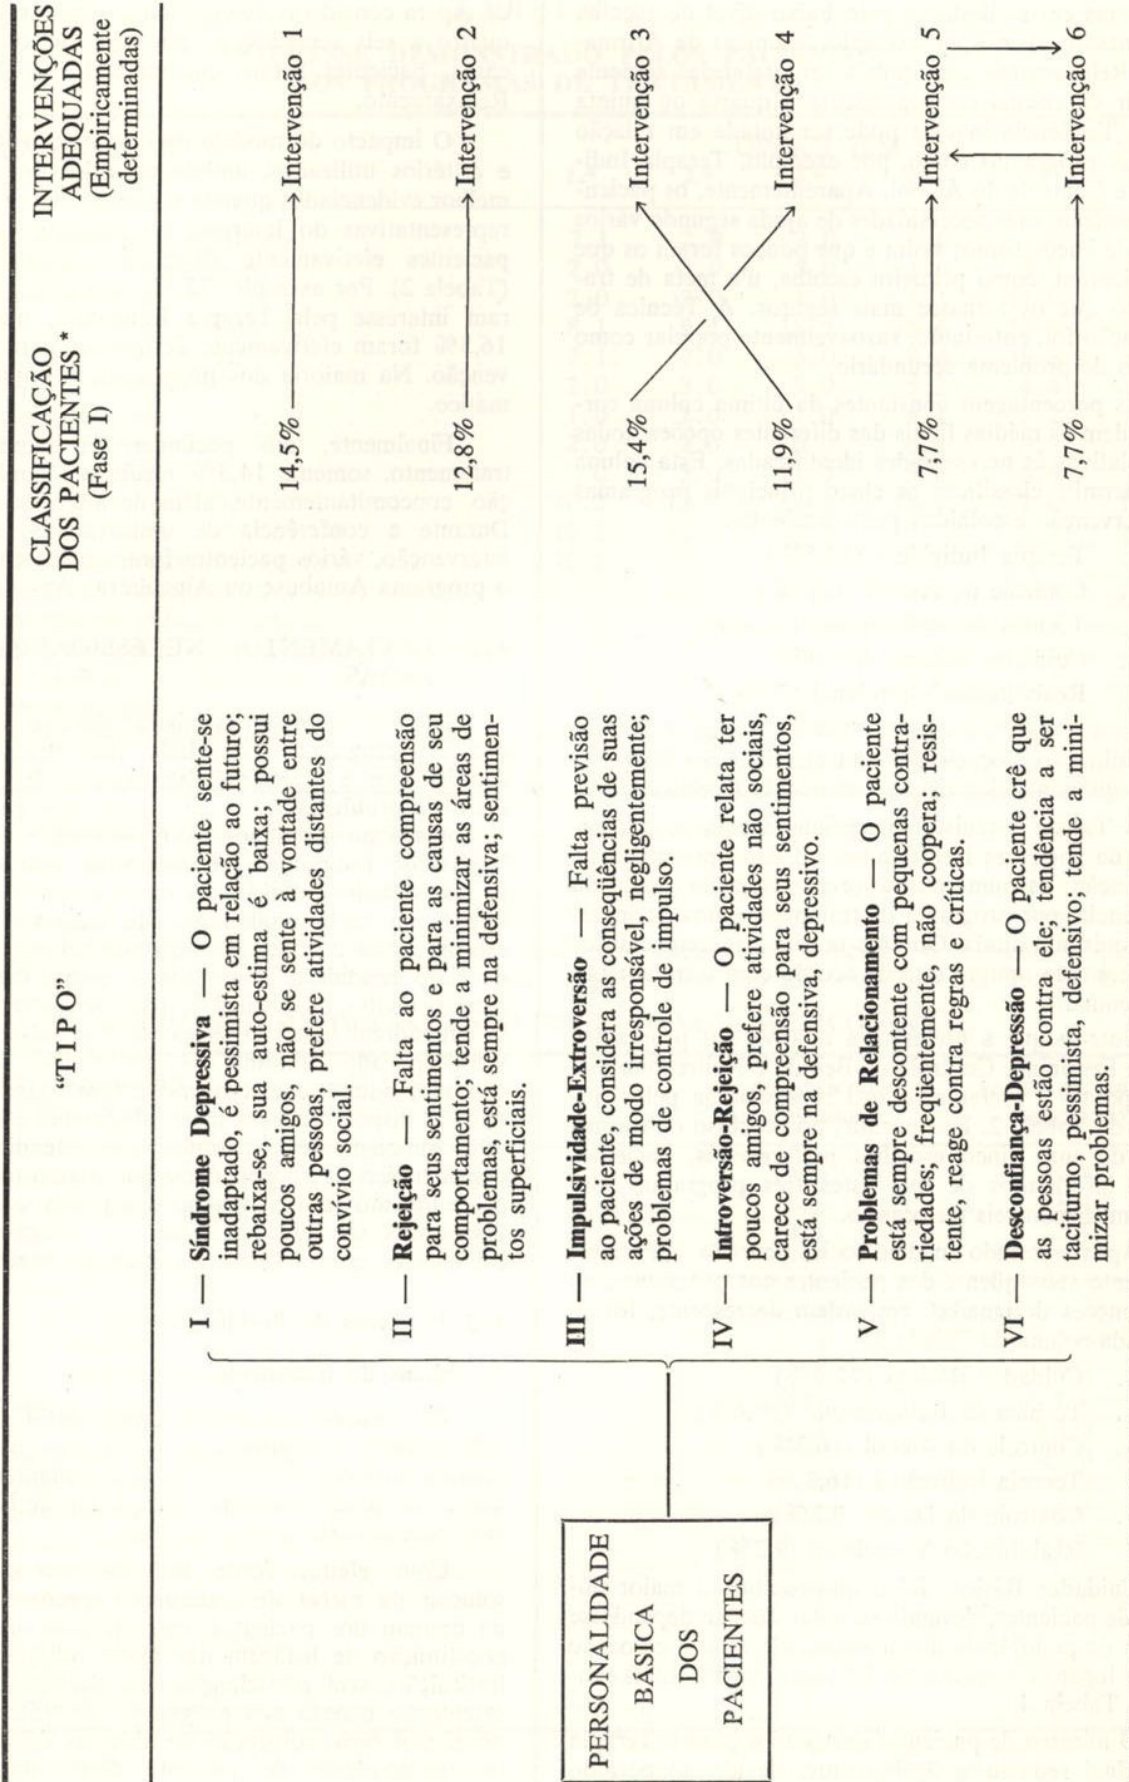 "T I P O"
CLASSIFICAÇÃO
DOS PACIENTES *
(Fase I)
INTERVENÇÕES
ADEQUADAS
(Empiricamente
determinadas)
PERSONALIDADE
BÁSICA
DOS
PACIENTES
I — Síndrome Depressiva — O paciente sente-se
inadaptado, é pessimista em relação ao futuro;
rebaixa-se, sua auto-estima é baixa; possui
poucos amigos, não se sente à vontade entre
outras pessoas, prefere atividades distantes do
convívio social.
14,5% → Intervenção 1
II — Rejeição — Falta ao paciente compreensão
para seus sentimentos e para as causas de seu
comportamento; tende a minimizar as áreas de
problemas, está sempre na defensiva; sentimen-
tos superficiais.
12,8% → Intervenção 2
III — Impulsividade-Extroversão — Falta previsão
ao paciente, considera as conseqüências de suas
ações de modo irresponsável, negligentemente;
problemas de controle de impulso.
15,4%
Intervenção 3
IV — Introversão-Rejeição — O paciente relata ter
poucos amigos, prefere atividades não sociais,
carece de compreensão para seus sentimentos,
está sempre na defensiva, depressivo.
11,9%
Intervenção 4
V — Problemas de Relacionamento — O paciente
está sempre descontente com pequenas contra-
riedades; freqüentemente, não coopera; resis-
tente, reage contra regras e críticas.
7,7% → Intervenção 5
VI — Desconfiança-Depressão — O paciente crê que
as pessoas estão contra ele; tendência a ser
taciturno, pessimista, defensivo; tende a mini-
mizar problemas.
7,7% → Intervenção 6